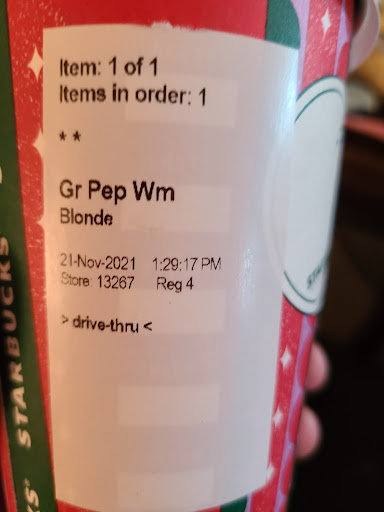 Item: 1 of 1
Items in order: 1
* *
Gr Pep Wm
Blonde
21-Nov-2021 1:29:17 PM
Store: 13267 Reg 4
> drive-thru <
STARBUCKS